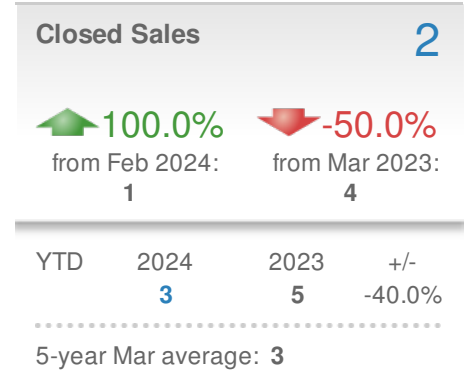 Closed Sales 2
100.0% -50.0%
from Feb 2024: from Mar 2023:
1 4
YTD 2024 2023 +/-
3 5 -40.0%
5-year Mar average: 3